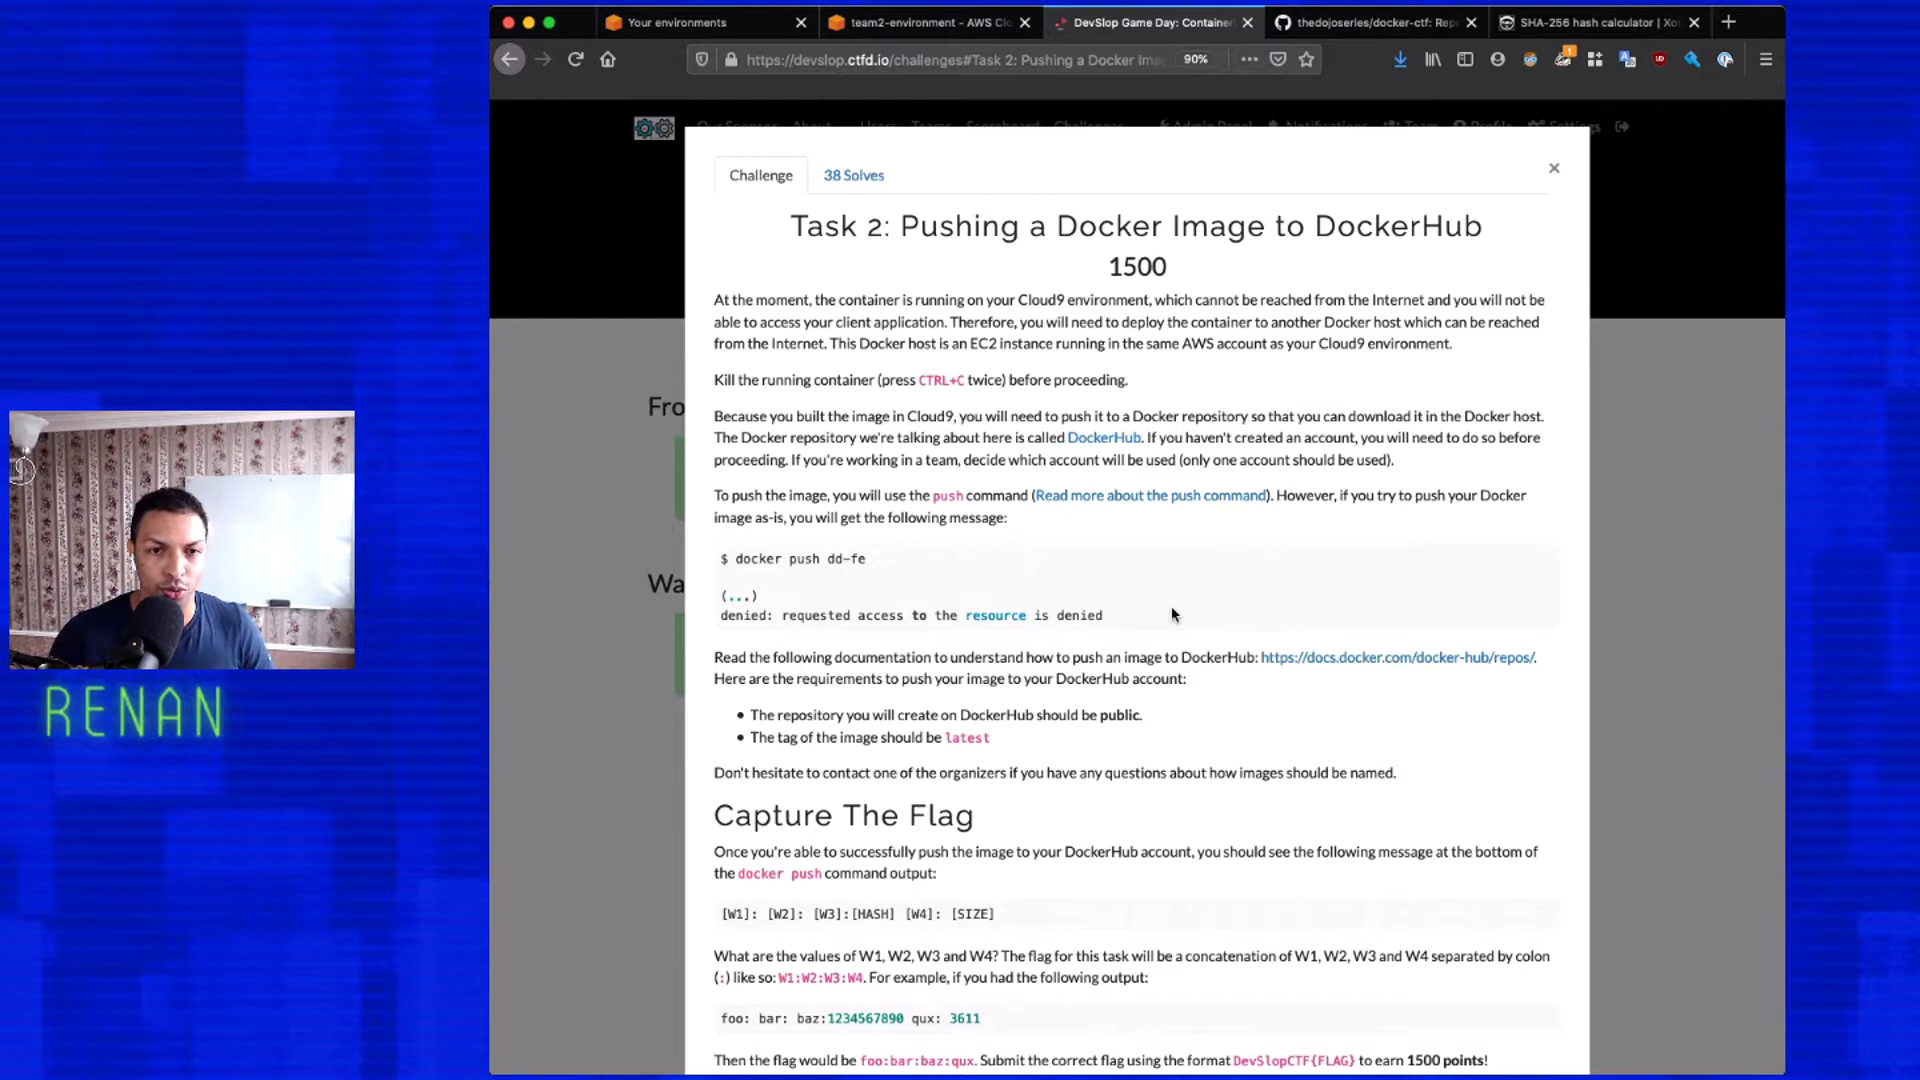 Your environments
team2-environment - AWS Clo
DevSlop Game Day: Container
thedojoseries/docker-ctf: Rep
SHA-256 hash calculator | Xo
https://devslop.ctfd.io/challenges#Task 2: Pushing a Docker Ima
90%
Our Sponsor About Users Teams Scoreboard Challenges Admin Panel Notifications Team Profile Settings
Challenge
38 Solves
×
Task 2: Pushing a Docker Image to DockerHub
1500
At the moment, the container is running on your Cloud9 environment, which cannot be reached from the Internet and you will not be
able to access your client application. Therefore, you will need to deploy the container to another Docker host which can be reached
from the Internet. This Docker host is an EC2 instance running in the same AWS account as your Cloud9 environment.
Kill the running container (press CTRL+C twice) before proceeding.
Fro
Because you built the image in Cloud9, you will need to push it to a Docker repository so that you can download it in the Docker host.
The Docker repository we're talking about here is called DockerHub. If you haven't created an account, you will need to do so before
proceeding. If you're working in a team, decide which account will be used (only one account should be used).
To push the image, you will use the push command (Read more about the push command). However, if you try to push your Docker
image as-is, you will get the following message:
$ docker push dd-fe
Wa
(...)
denied: requested access to the resource is denied
Read the following documentation to understand how to push an image to DockerHub: https://docs.docker.com/docker-hub/repos/.
Here are the requirements to push your image to your DockerHub account:
• The repository you will create on DockerHub should be public.
• The tag of the image should be latest
Don't hesitate to contact one of the organizers if you have any questions about how images should be named.
Capture The Flag
Once you're able to successfully push the image to your DockerHub account, you should see the following message at the bottom of
the docker push command output:
[W1]: [W2]: [W3]:[HASH] [W4]: [SIZE]
What are the values of W1, W2, W3 and W4? The flag for this task will be a concatenation of W1, W2, W3 and W4 separated by colon
(:) like so: W1:W2:W3:W4. For example, if you had the following output:
foo: bar: baz:1234567890 qux: 3611
Then the flag would be foo:bar:baz:qux. Submit the correct flag using the format DevSlopCTF{FLAG} to earn 1500 points!
RENAN